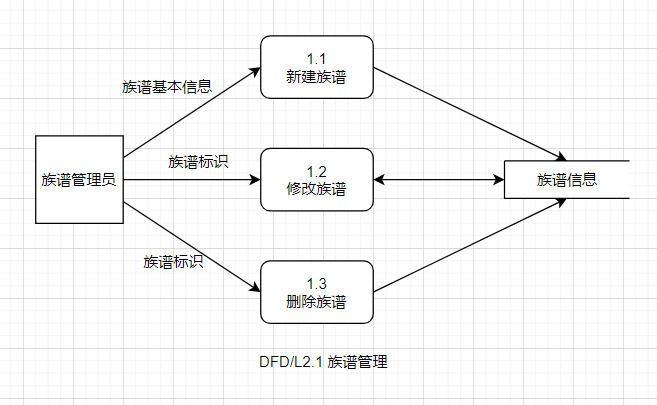 1.1
新建族谱
族谱基本信息
族谱管理员
族谱标识
1.2
修改族谱
族谱信息
族谱标识
1.3
删除族谱
DFD/L2.1 族谱管理